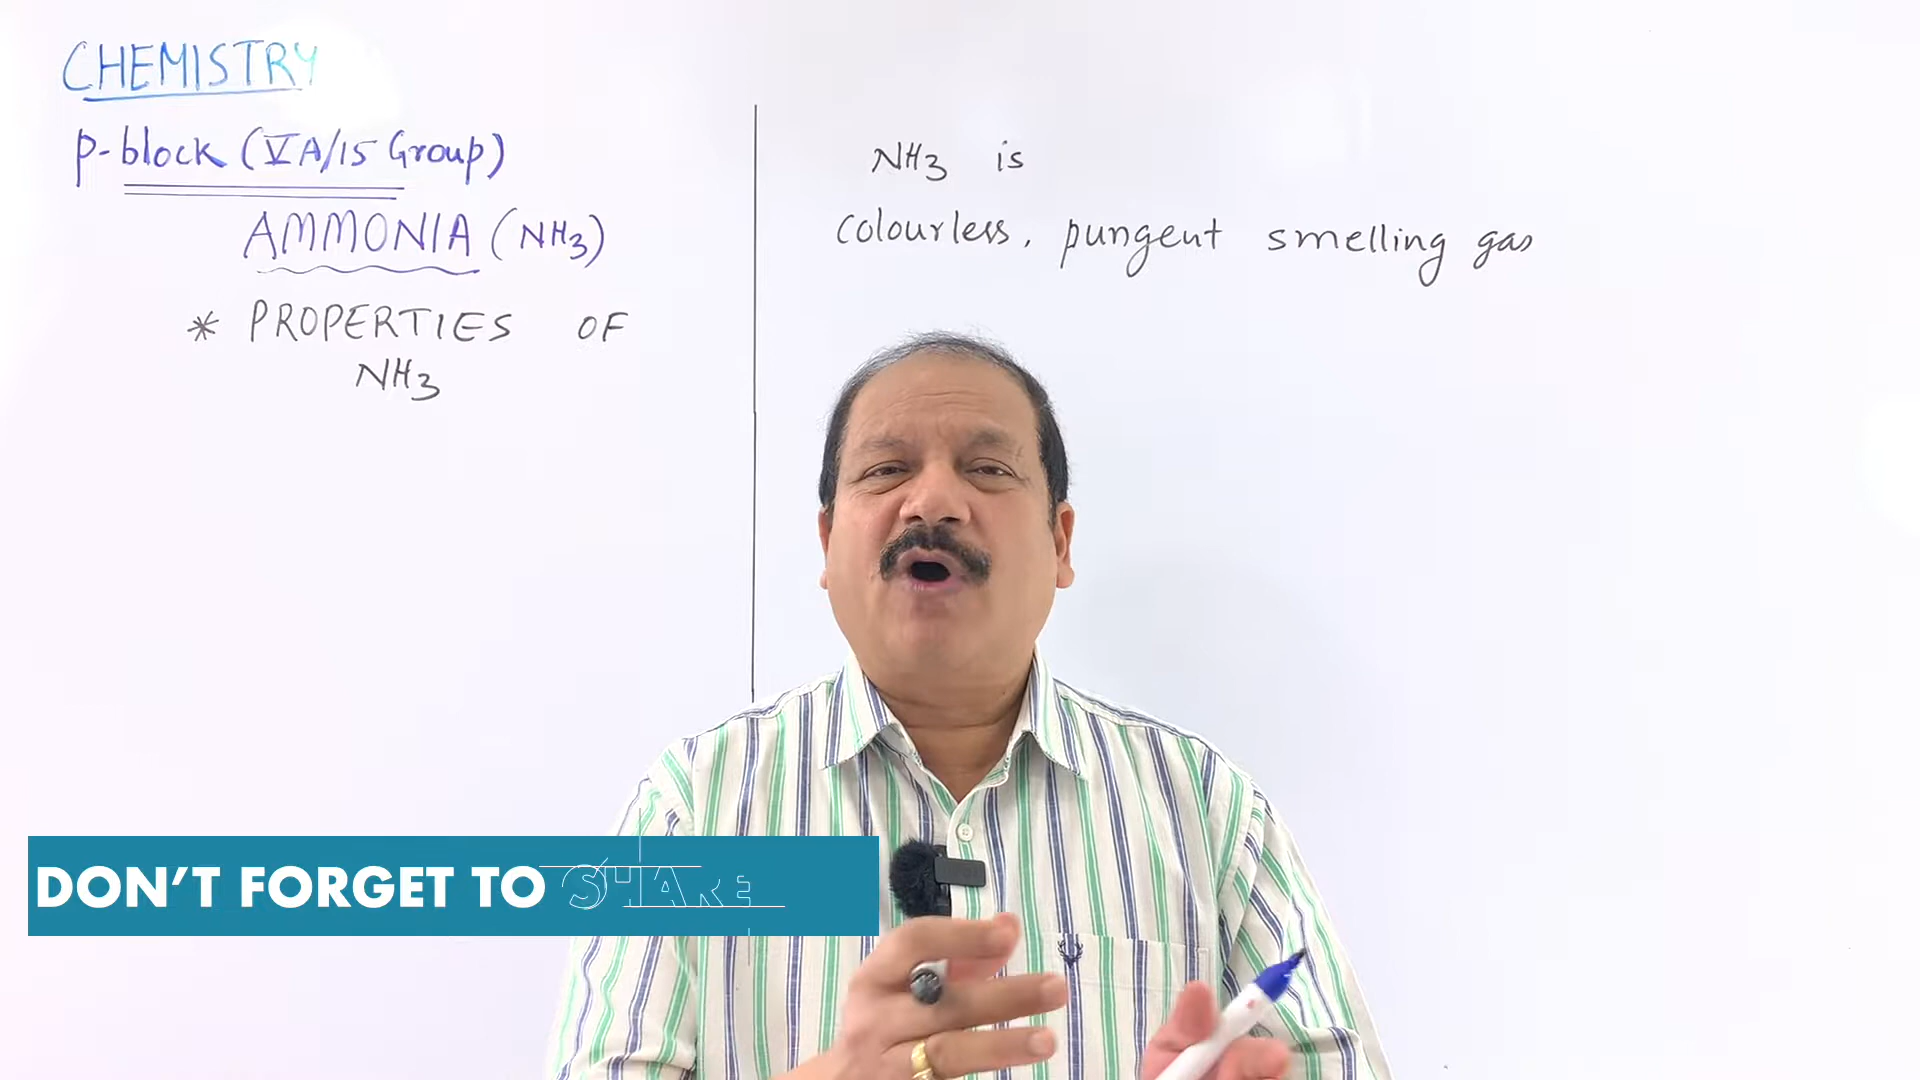 CHEMISTRY
p-block (VA/15 Group)
AMMONIA (NH3)
* PROPERTIES OF
NH3
NH3 is
colourless, pungent smelling gas
DON'T FORGET TO SHARE